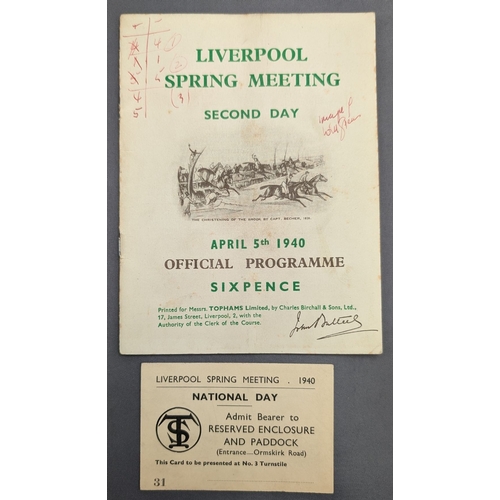 LIVERPOOL
SPRING MEETING
SECOND DAY
THE CHRISTENING OF THE BROOK BY CAPT. BECHER, 1836
APRIL 5th 1940
OFFICIAL PROGRAMME
SIXPENCE
Printed for Messrs. TOPHAMS Limited, by Charles Birchall & Sons, Ltd.,
17, James Street, Liverpool, 2, with the
Authority of the Clerk of the Course.
LIVERPOOL SPRING MEETING . 1940
NATIONAL DAY
Admit Bearer to
RESERVED ENCLOSURE
AND PADDOCK
(Entrance—Ormskirk Road)
This Card to be presented at No. 3 Turnstile
31